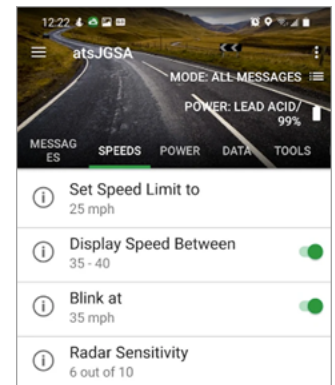 12:22
atsJGSA
MODE: ALL MESSAGES
POWER: LEAD ACID/
99%
MESSAG
ES
SPEEDS
POWER
DATA
TOOLS
Set Speed Limit to
25 mph
Display Speed Between
35 - 40
Blink at
35 mph
Radar Sensitivity
6 out of 10